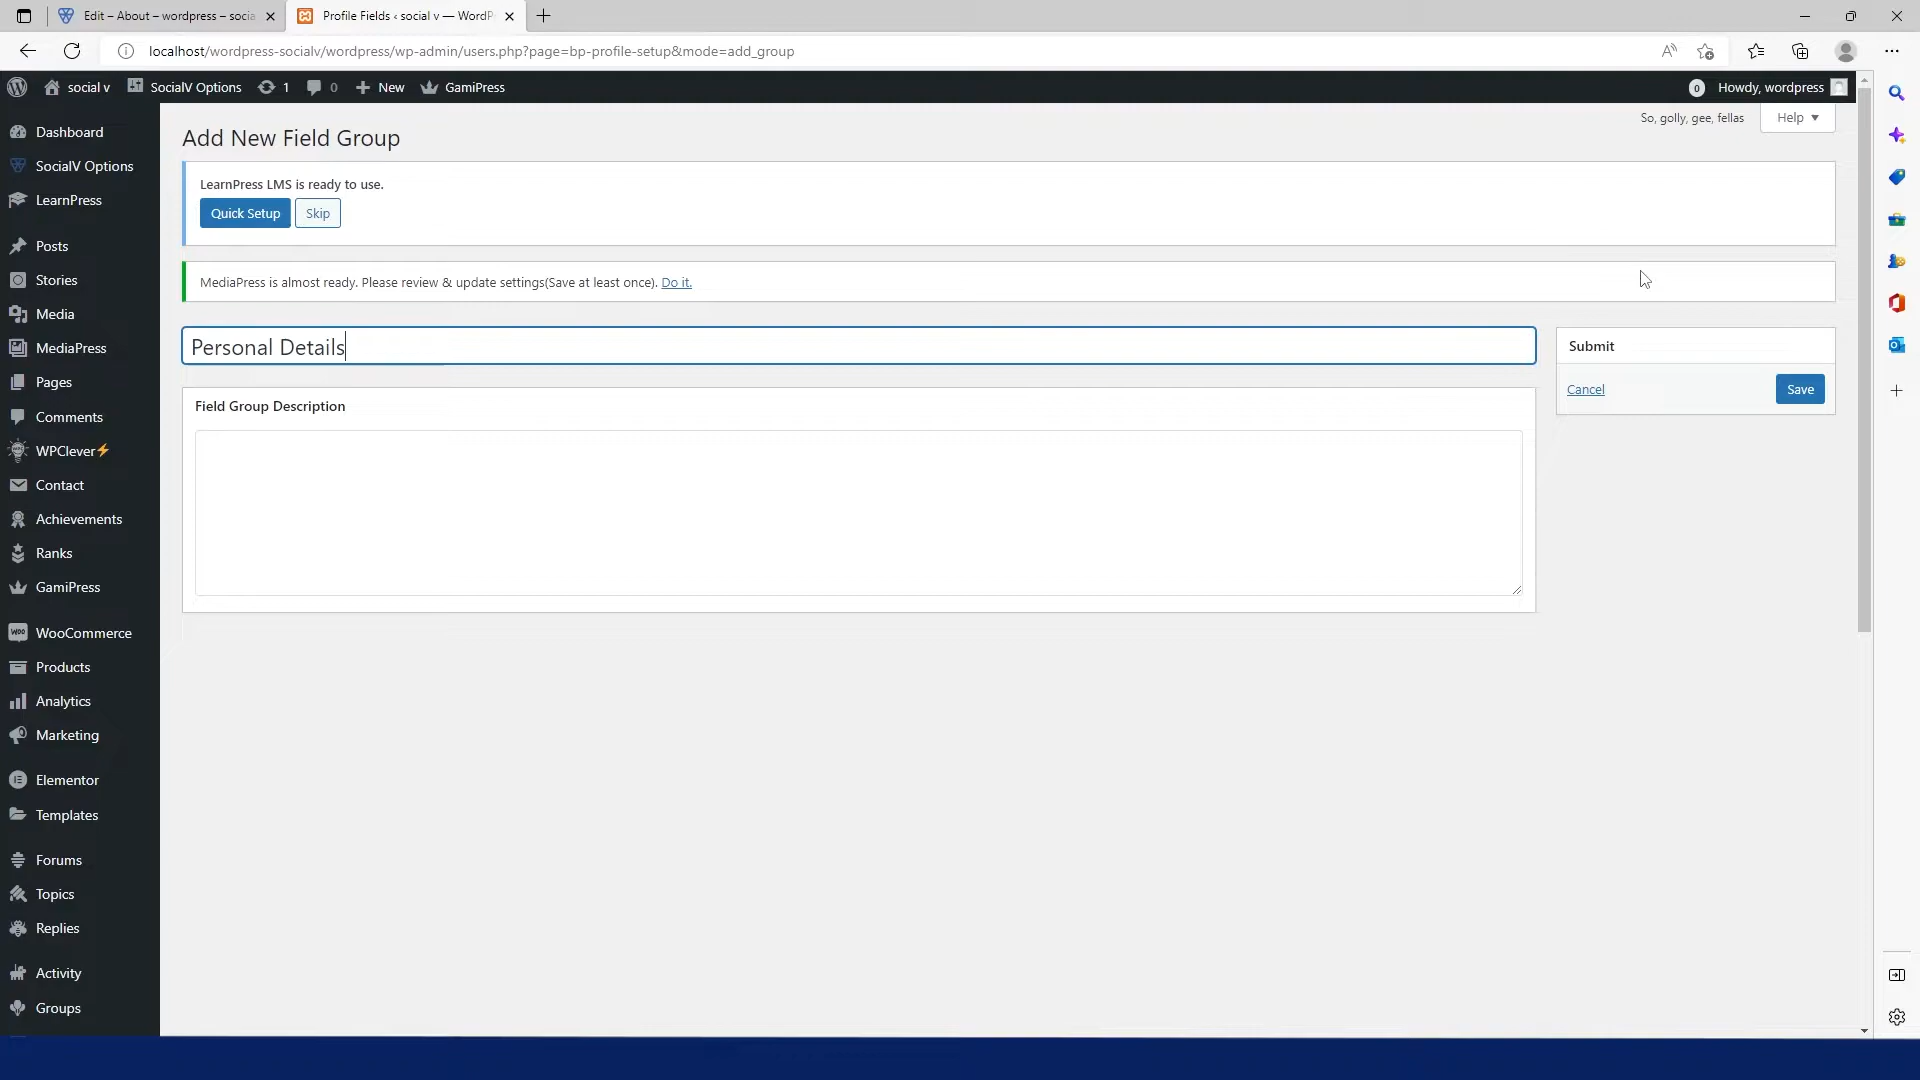 Edit – About – wordpress – socia
Profile Fields ‹ social v — WordP
localhost/wordpress-socialv/wordpress/wp-admin/users.php?page=bp-profile-setup&mode=add_group
social v
SocialV Options
1
0
New
GamiPress
0
Howdy, wordpress
So, golly, gee, fellas
Help
Dashboard
SocialV Options
LearnPress
Posts
Stories
Media
MediaPress
Pages
Comments
WPClever⚡
Contact
Achievements
Ranks
GamiPress
WooCommerce
Products
Analytics
Marketing
Elementor
Templates
Forums
Topics
Replies
Activity
Groups
Add New Field Group
LearnPress LMS is ready to use.
Quick Setup
Skip
MediaPress is almost ready. Please review & update settings(Save at least once). Do it.
Personal Details
Field Group Description
Submit
Cancel
Save